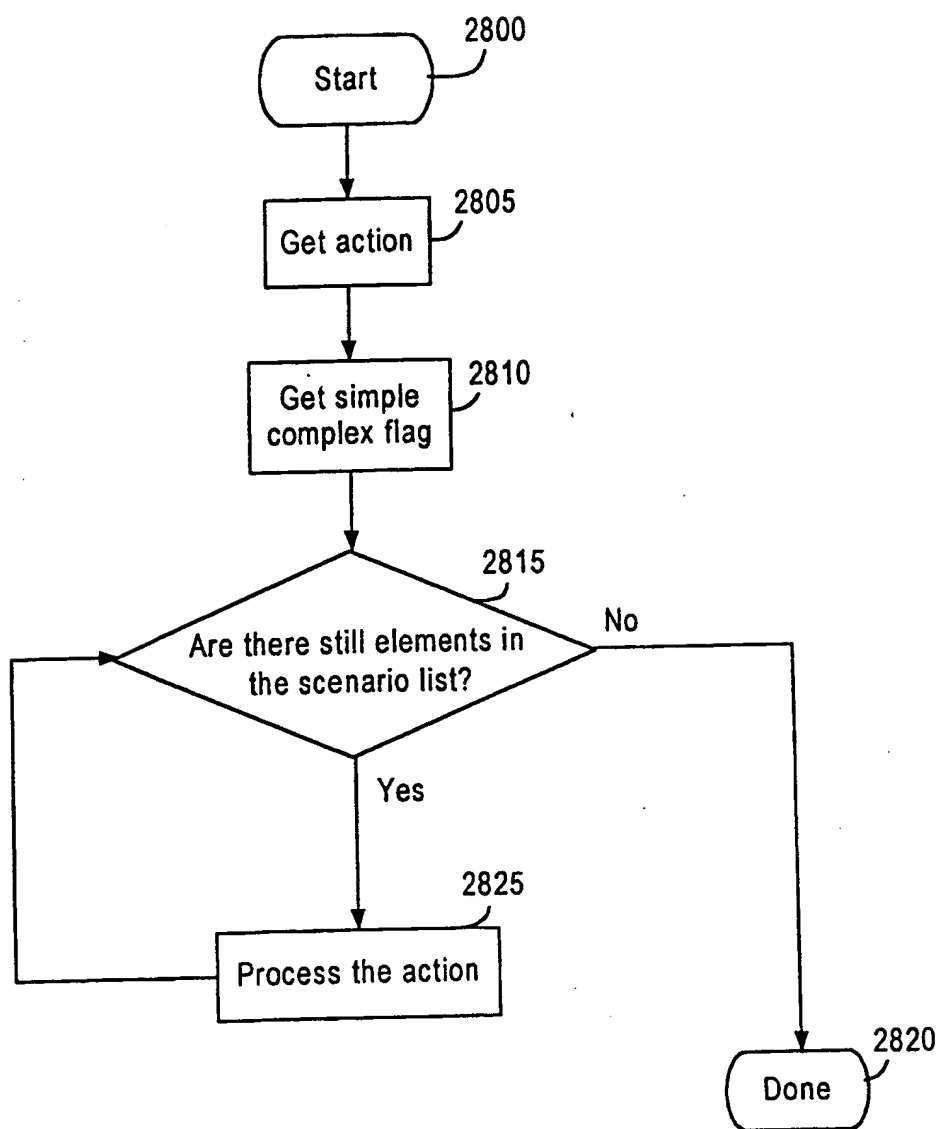 2800
Start
2805
Get action
2810
Get simple
complex flag
2815
Are there still elements in
the scenario list?
No
Yes
2825
Process the action
2820
Done